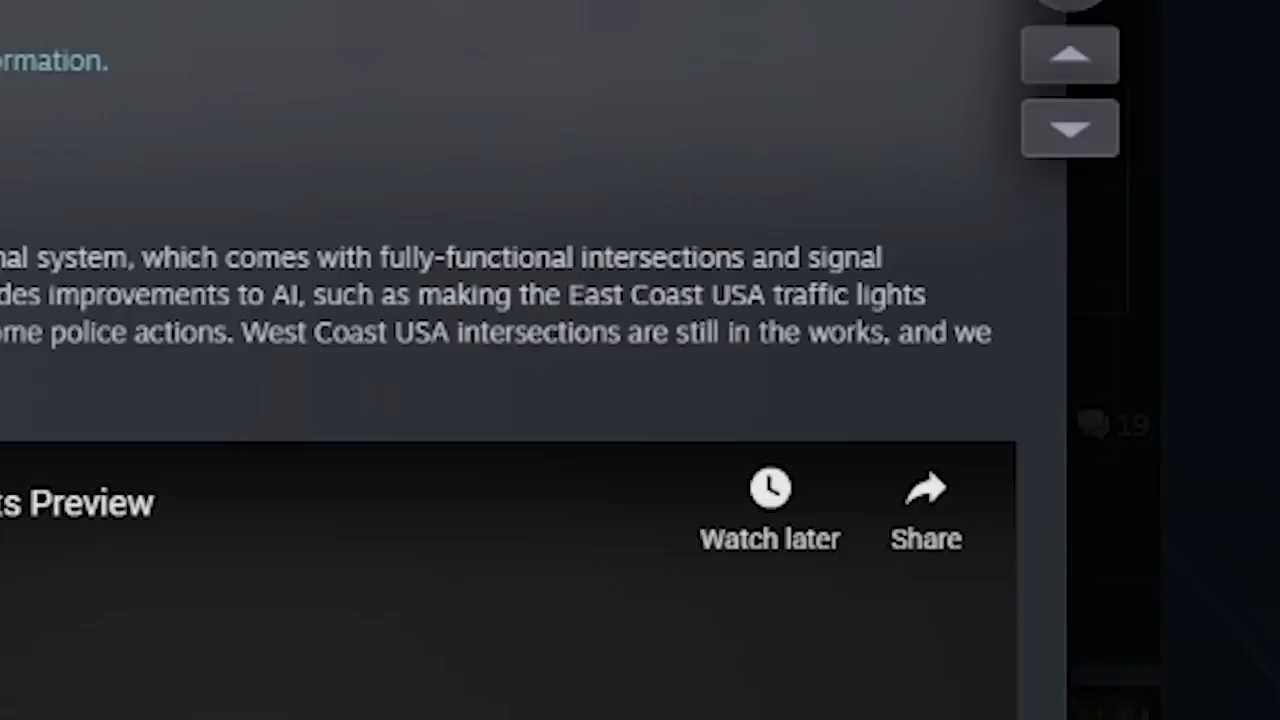 ormation.
nal system, which comes with fully-functional intersections and signal
des improvements to AI, such as making the East Coast USA traffic lights
ome police actions. West Coast USA intersections are still in the works, and we
19
ts Preview
Watch later
Share